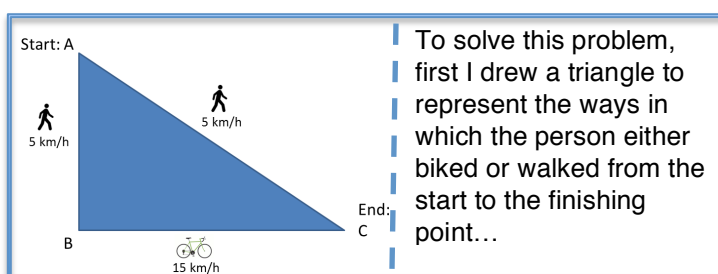 Start: A
5 km/h
5 km/h
B
15 km/h
End:
C
To solve this problem,
first I drew a triangle to
represent the ways in
which the person either
biked or walked from the
start to the finishing
point…